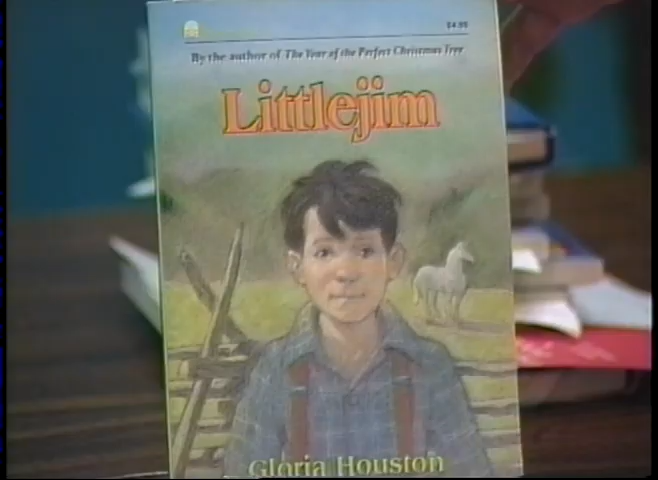 $4.95
By the author of The Year of the Perfect Christmas Tree
Littlejim
Gloria Houston